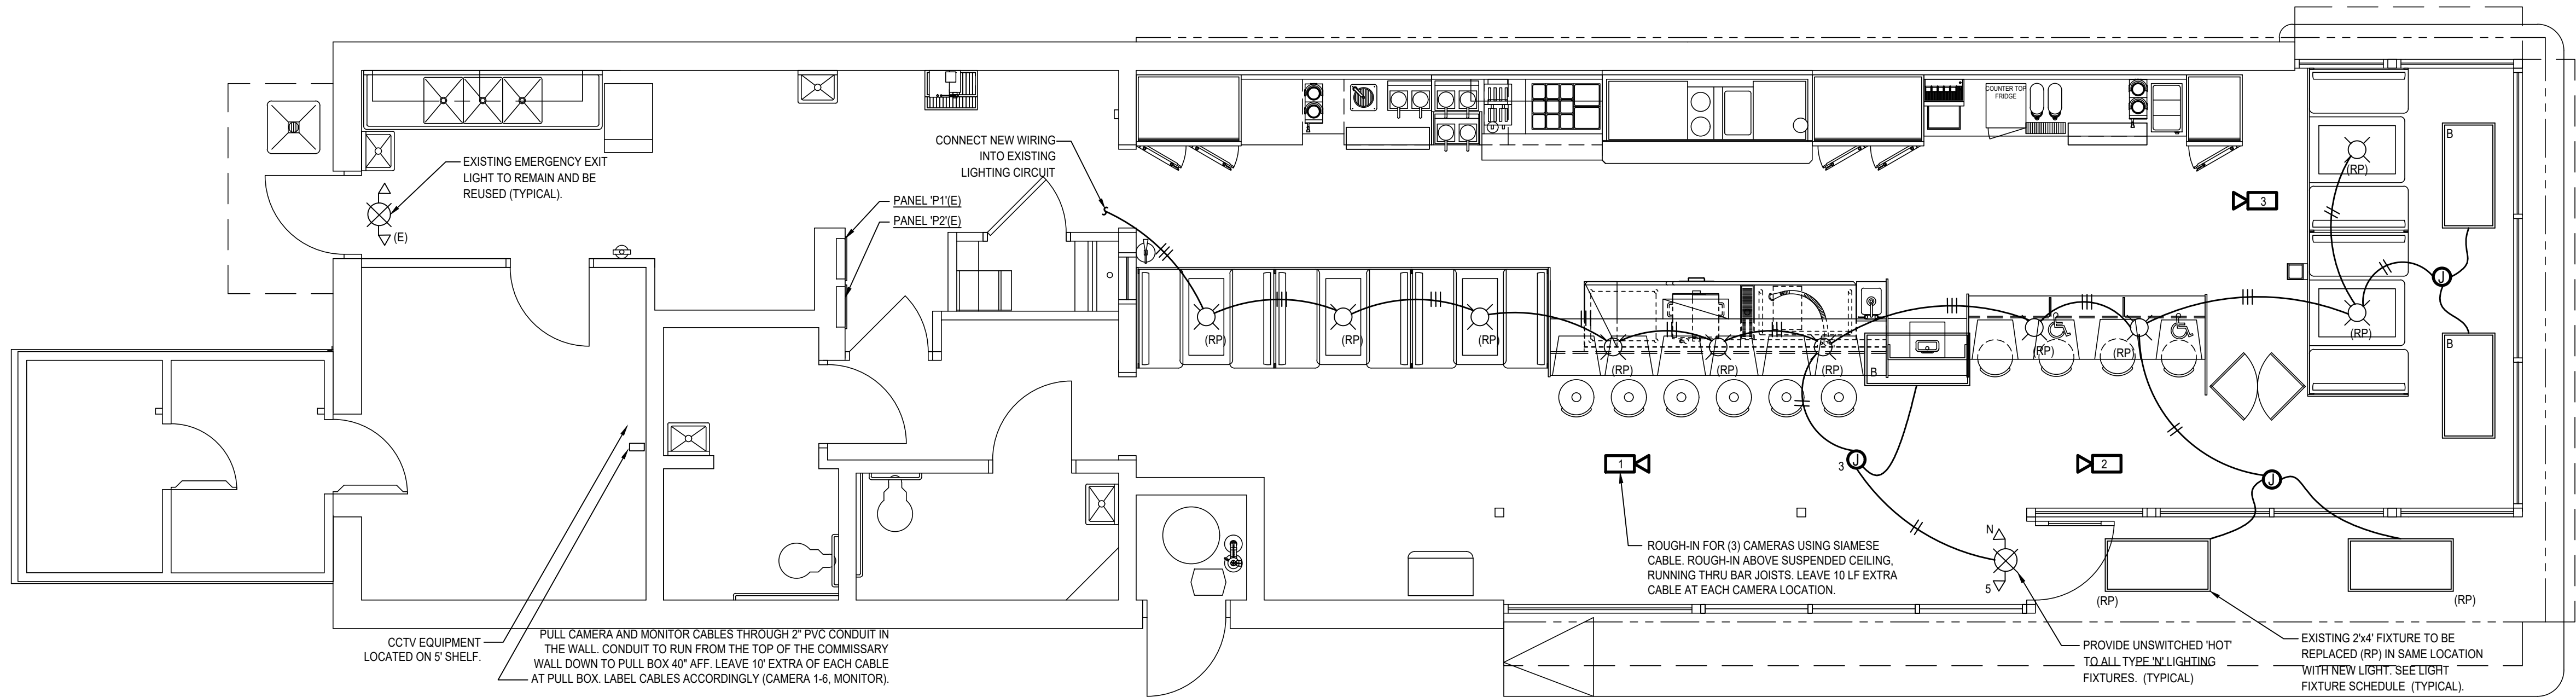 COUNTER TOP
FRIDGE
B
CONNECT NEW WIRING
INTO EXISTING
LIGHTING CIRCUIT
EXISTING EMERGENCY EXIT
LIGHT TO REMAIN AND BE
REUSED (TYPICAL).
(RP)
PANEL 'P1'(E)
3
PANEL 'P2'(E)
(E)
J
(RP)
(RP)
(RP)
(RP)
(RP)
B
(RP)
(RP)
(RP)
(RP)
(RP)
B
1
3
J
2
J
N
5
ROUGH-IN FOR (3) CAMERAS USING SIAMESE
CABLE. ROUGH-IN ABOVE SUSPENDED CEILING,
RUNNING THRU BAR JOISTS. LEAVE 10 LF EXTRA
CABLE AT EACH CAMERA LOCATION.
(RP)
(RP)
CCTV EQUIPMENT
LOCATED ON 5' SHELF.
PULL CAMERA AND MONITOR CABLES THROUGH 2" PVC CONDUIT IN
THE WALL. CONDUIT TO RUN FROM THE TOP OF THE COMMISSARY
WALL DOWN TO PULL BOX 40" AFF. LEAVE 10' EXTRA OF EACH CABLE
AT PULL BOX. LABEL CABLES ACCORDINGLY (CAMERA 1-6, MONITOR).
PROVIDE UNSWITCHED 'HOT'
TO ALL TYPE 'N' LIGHTING
FIXTURES. (TYPICAL)
EXISTING 2'x4' FIXTURE TO BE
REPLACED (RP) IN SAME LOCATION
WITH NEW LIGHT. SEE LIGHT
FIXTURE SCHEDULE (TYPICAL).